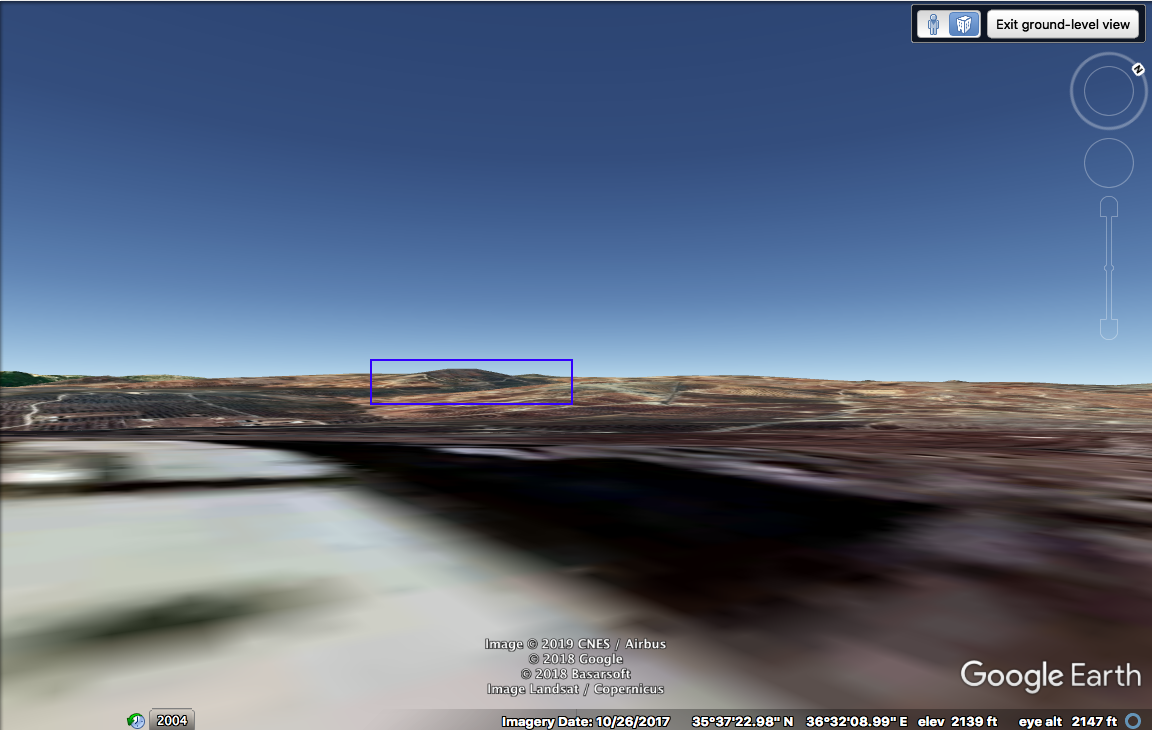 Exit ground-level view
N
Image © 2019 CNES / Airbus
© 2018 Google
© 2018 Basarsoft
Image Landsat / Copernicus
Google Earth
2004
Imagery Date: 10/26/2017 35°37'22.98" N 36°32'08.99" E elev 2139 ft eye alt 2147 ft